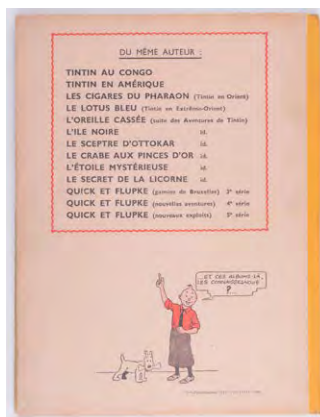 DU MÊME AUTEUR :
TINTIN AU CONGO
TINTIN EN AMÉRIQUE
LES CIGARES DU PHARAON (Tintin en Orient)
LE LOTUS BLEU (Tintin en Extrême-Orient)
L'OREILLE CASSÉE (suite des Aventures de Tintin)
L'ILE NOIRE id.
LE SCEPTRE D'OTTOKAR id.
LE CRABE AUX PINCES D'OR id.
L'ÉTOILE MYSTÉRIEUSE id.
LE SECRET DE LA LICORNE id.
QUICK ET FLUPKE (gamins de Bruxelles) 3e série
QUICK ET FLUPKE (nouvelles aventures) 4e série
QUICK ET FLUPKE (nouveaux exploits) 5e série
...ET CES ALBUMS-LÀ,
LES CONNAISSEZ-VOUS
?...